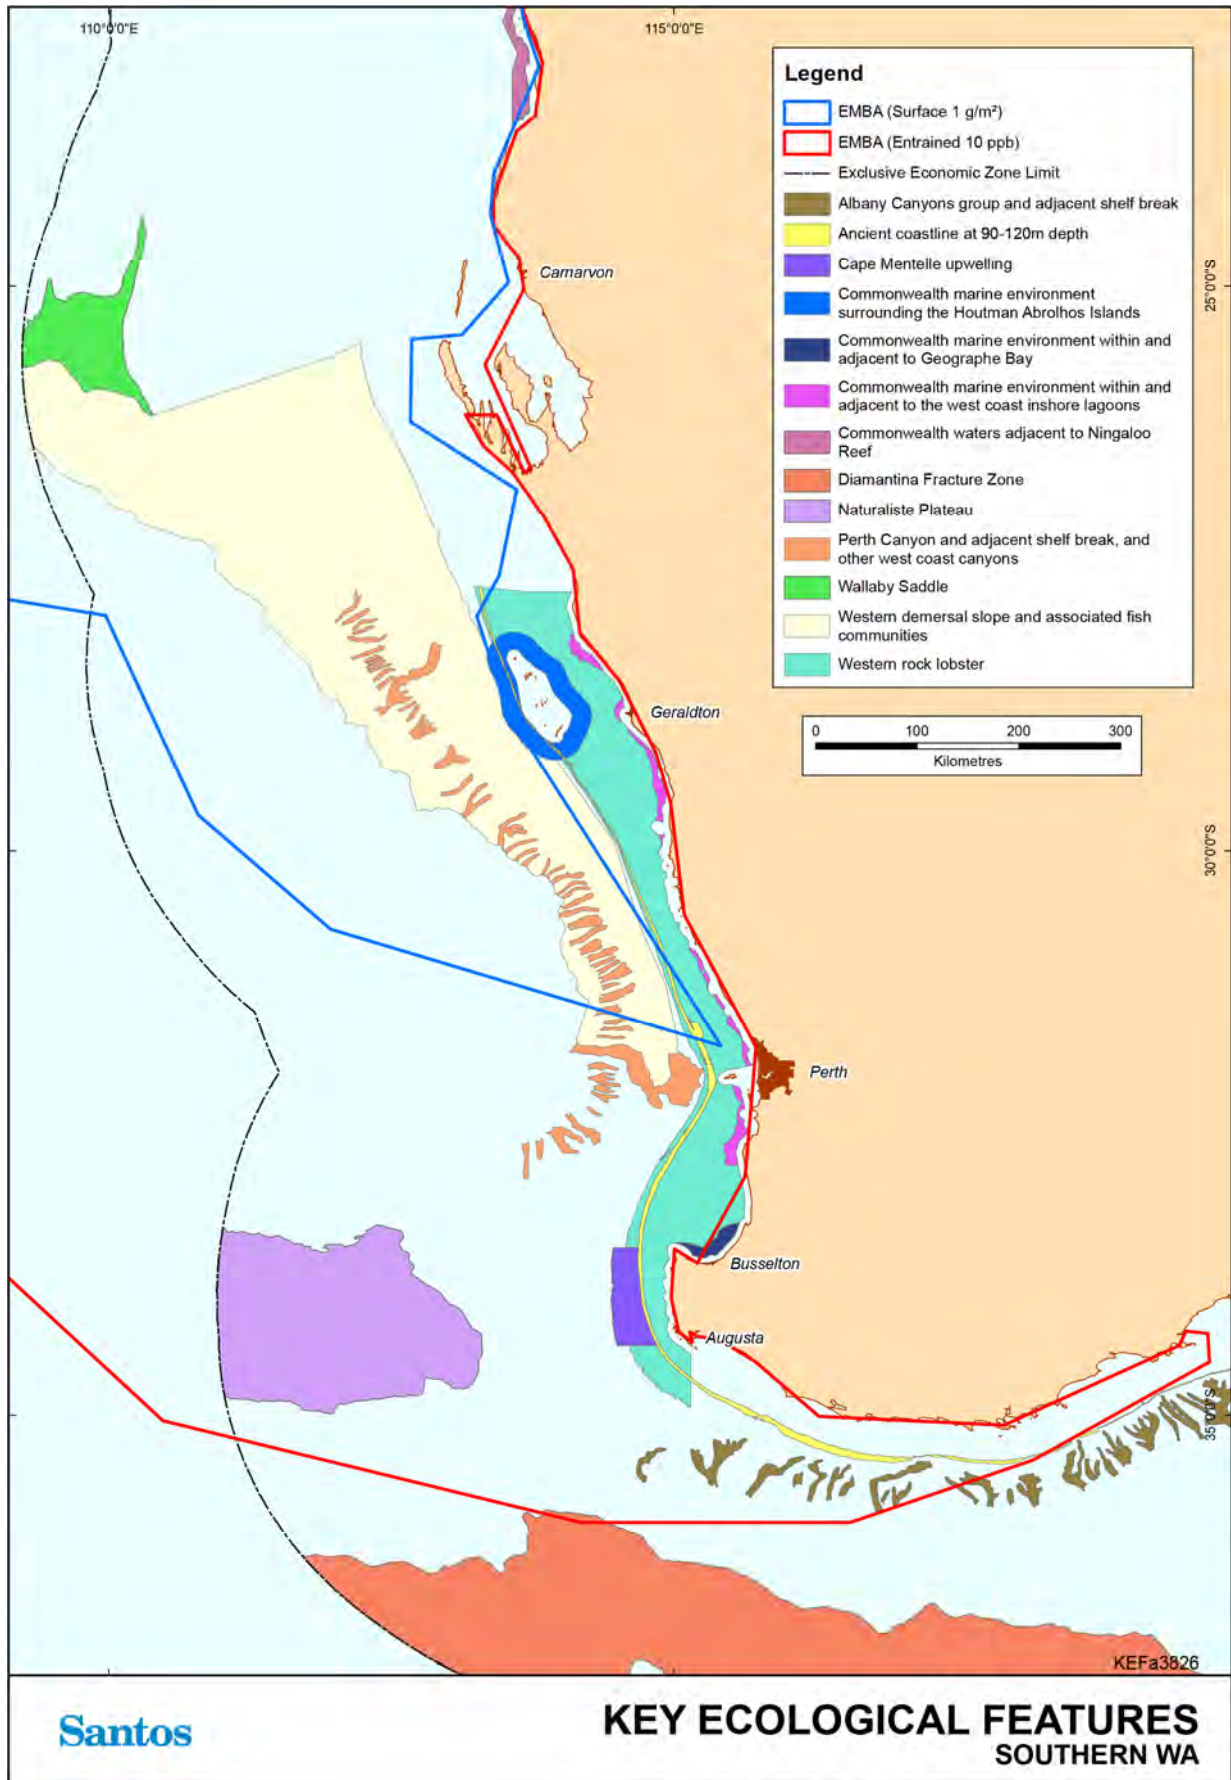 110°0'0"E
115°0'0"E
Legend
EMBA (Surface 1 g/m²)
EMBA (Entrained 10 ppb)
Exclusive Economic Zone Limit
Albany Canyons group and adjacent shelf break
Ancient coastline at 90-120m depth
Cape Mentelle upwelling
Commonwealth marine environment
surrounding the Houtman Abrolhos Islands
Commonwealth marine environment within and
adjacent to Geographe Bay
Commonwealth marine environment within and
adjacent to the west coast inshore lagoons
Commonwealth waters adjacent to Ningaloo
Reef
Diamantina Fracture Zone
Naturaliste Plateau
Perth Canyon and adjacent shelf break, and
other west coast canyons
Wallaby Saddle
Western demersal slope and associated fish
communities
Western rock lobster
0 100 200 300
Kilometres
Carnarvon
25°0'0"S
Geraldton
30°0'0"S
Perth
Busselton
Augusta
35°0'0"S
KEFa3826
Santos
KEY ECOLOGICAL FEATURES
SOUTHERN WA